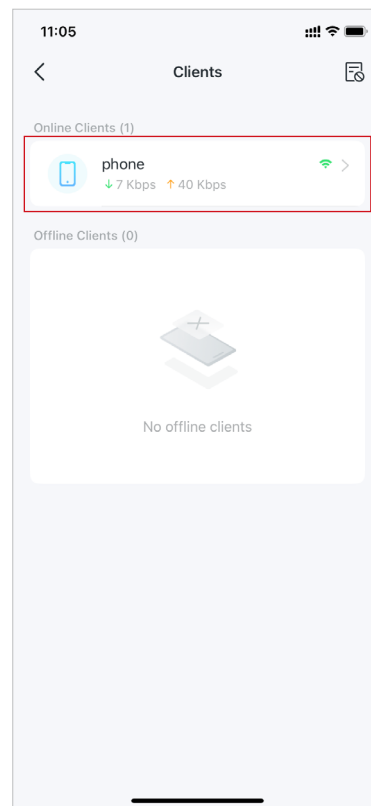 11:05
Clients
Online Clients (1)
phone
↓ 7 Kbps ↑ 40 Kbps
Offline Clients (0)
No offline clients